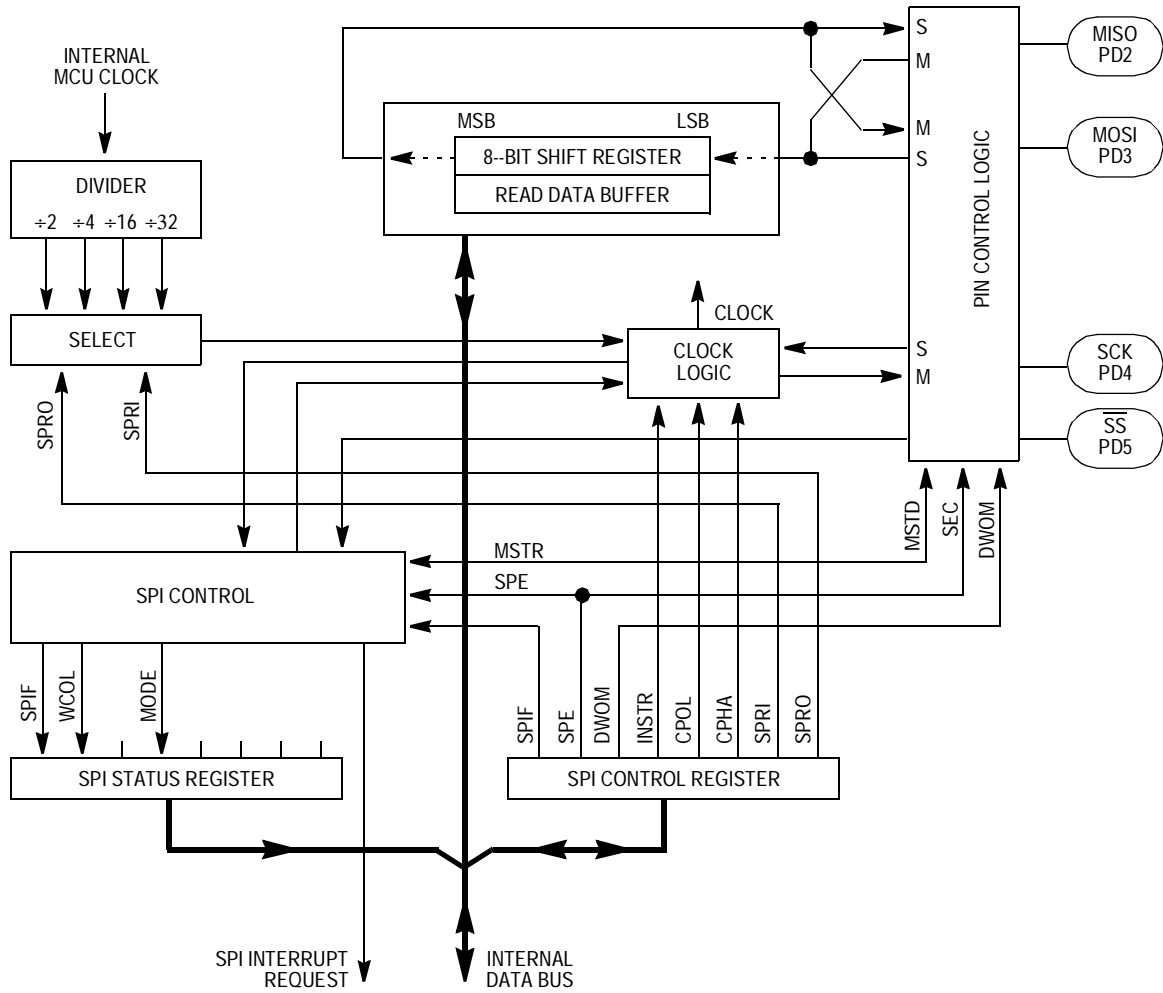 INTERNAL
MCU CLOCK
DIVIDER
÷2 ÷4 ÷16 ÷32
SELECT
SPRO
SPRI
MSB LSB
8--BIT SHIFT REGISTER
READ DATA BUFFER
CLOCK
CLOCK
LOGIC
S
M
M
S
S
M
PIN CONTROL LOGIC
MISO
PD2
MOSI
PD3
SCK
PD4
SS
PD5
MSTD
SEC
DWOM
MSTR
SPE
SPI CONTROL
SPIF
WCOL
MODE
SPI STATUS REGISTER
SPIF
SPE
DWOM
INSTR
CPOL
CPHA
SPRI
SPRO
SPI CONTROL REGISTER
SPI INTERRUPT
REQUEST
INTERNAL
DATA BUS